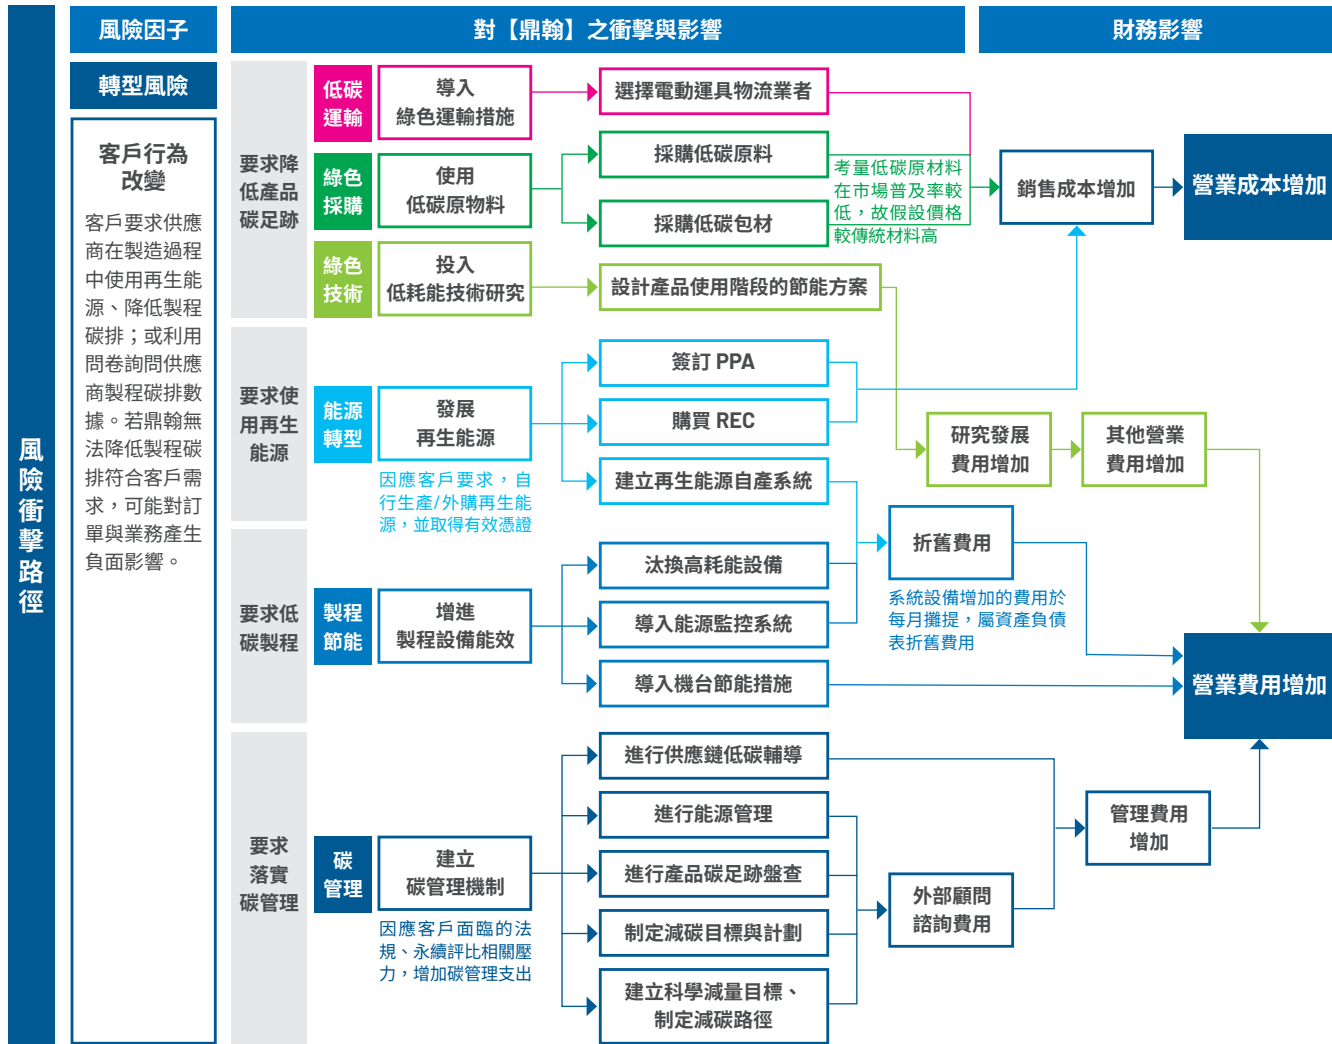 風險衝擊路徑
風險因子
對【鼎翰】之衝擊與影響
財務影響
轉型風險
客戶行為
改變
客戶要求供應
商在製造過程
中使用再生能
源、降低製程
碳排；或利用
問卷詢問供應
商製程碳排數
據。若鼎翰無
法降低製程碳
排符合客戶需
求，可能對訂
單與業務產生
負面影響。
要求降
低產品
碳足跡
低碳
運輸
導入
綠色運輸措施
選擇電動運具物流業者
綠色
採購
使用
低碳原物料
採購低碳原料
採購低碳包材
考量低碳原材料
在市場普及率較
低，故假設價格
較傳統材料高
銷售成本增加
營業成本增加
綠色
技術
投入
低耗能技術研究
設計產品使用階段的節能方案
要求使
用再生
能源
能源
轉型
發展
再生能源
因應客戶要求，自
行生產/外購再生能
源，並取得有效憑證
簽訂 PPA
購買 REC
建立再生能源自產系統
研究發展
費用增加
其他營業
費用增加
要求低
碳製程
製程
節能
增進
製程設備能效
汰換高耗能設備
導入能源監控系統
導入機台節能措施
折舊費用
系統設備增加的費用於
每月攤提，屬資產負債
表折舊費用
營業費用增加
要求
落實
碳管理
碳
管理
建立
碳管理機制
因應客戶面臨的法
規、永續評比相關壓
力，增加碳管理支出
進行供應鏈低碳輔導
進行能源管理
進行產品碳足跡盤查
制定減碳目標與計劃
建立科學減量目標、
制定減碳路徑
外部顧問
諮詢費用
管理費用
增加